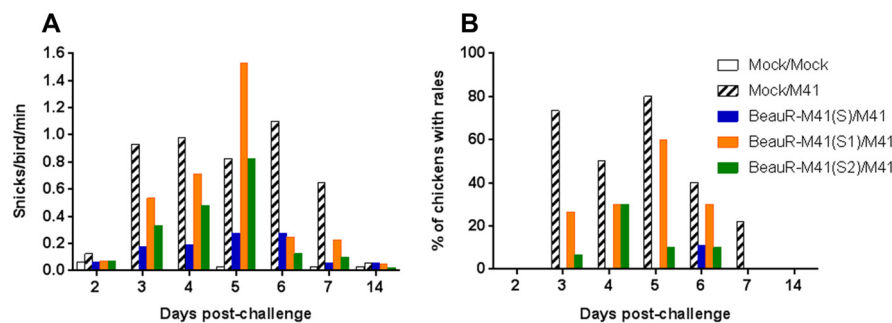 A
Snicks/bird/min
1.6
1.4
1.2
1.0
0.8
0.6
0.4
0.2
0.0
2 3 4 5 6 7 14
Days post-challenge
B
% of chickens with rales
100
80
60
40
20
0
2 3 4 5 6 7 14
Days post-challenge
Mock/Mock
Mock/M41
BeauR-M41(S)/M41
BeauR-M41(S1)/M41
BeauR-M41(S2)/M41